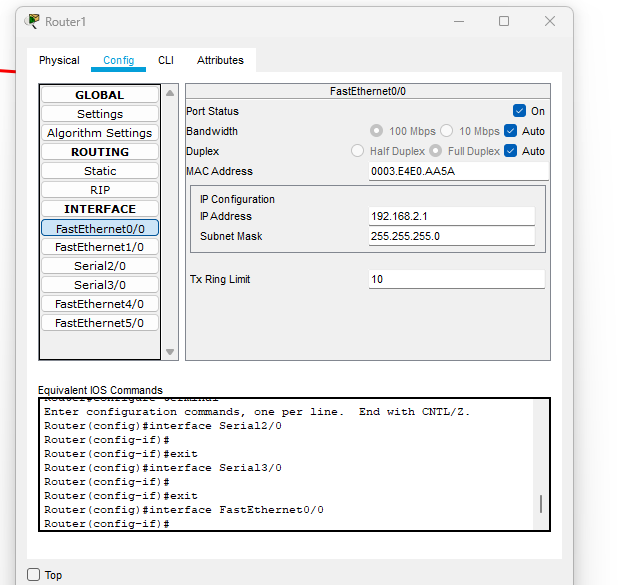 Router1
Physical Config CLI Attributes
GLOBAL
Settings
Algorithm Settings
ROUTING
Static
RIP
INTERFACE
FastEthernet0/0
FastEthernet1/0
Serial2/0
Serial3/0
FastEthernet4/0
FastEthernet5/0
FastEthernet0/0
Port Status On
Bandwidth 100 Mbps 10 Mbps Auto
Duplex Half Duplex Full Duplex Auto
MAC Address 0003.E4E0.AA5A
IP Configuration
IP Address 192.168.2.1
Subnet Mask 255.255.255.0
Tx Ring Limit 10
Equivalent IOS Commands
Router#configure terminal
Enter configuration commands, one per line. End with CNTL/Z.
Router(config)#interface Serial2/0
Router(config-if)#
Router(config-if)#exit
Router(config)#interface Serial3/0
Router(config-if)#
Router(config-if)#exit
Router(config)#interface FastEthernet0/0
Router(config-if)#
Top